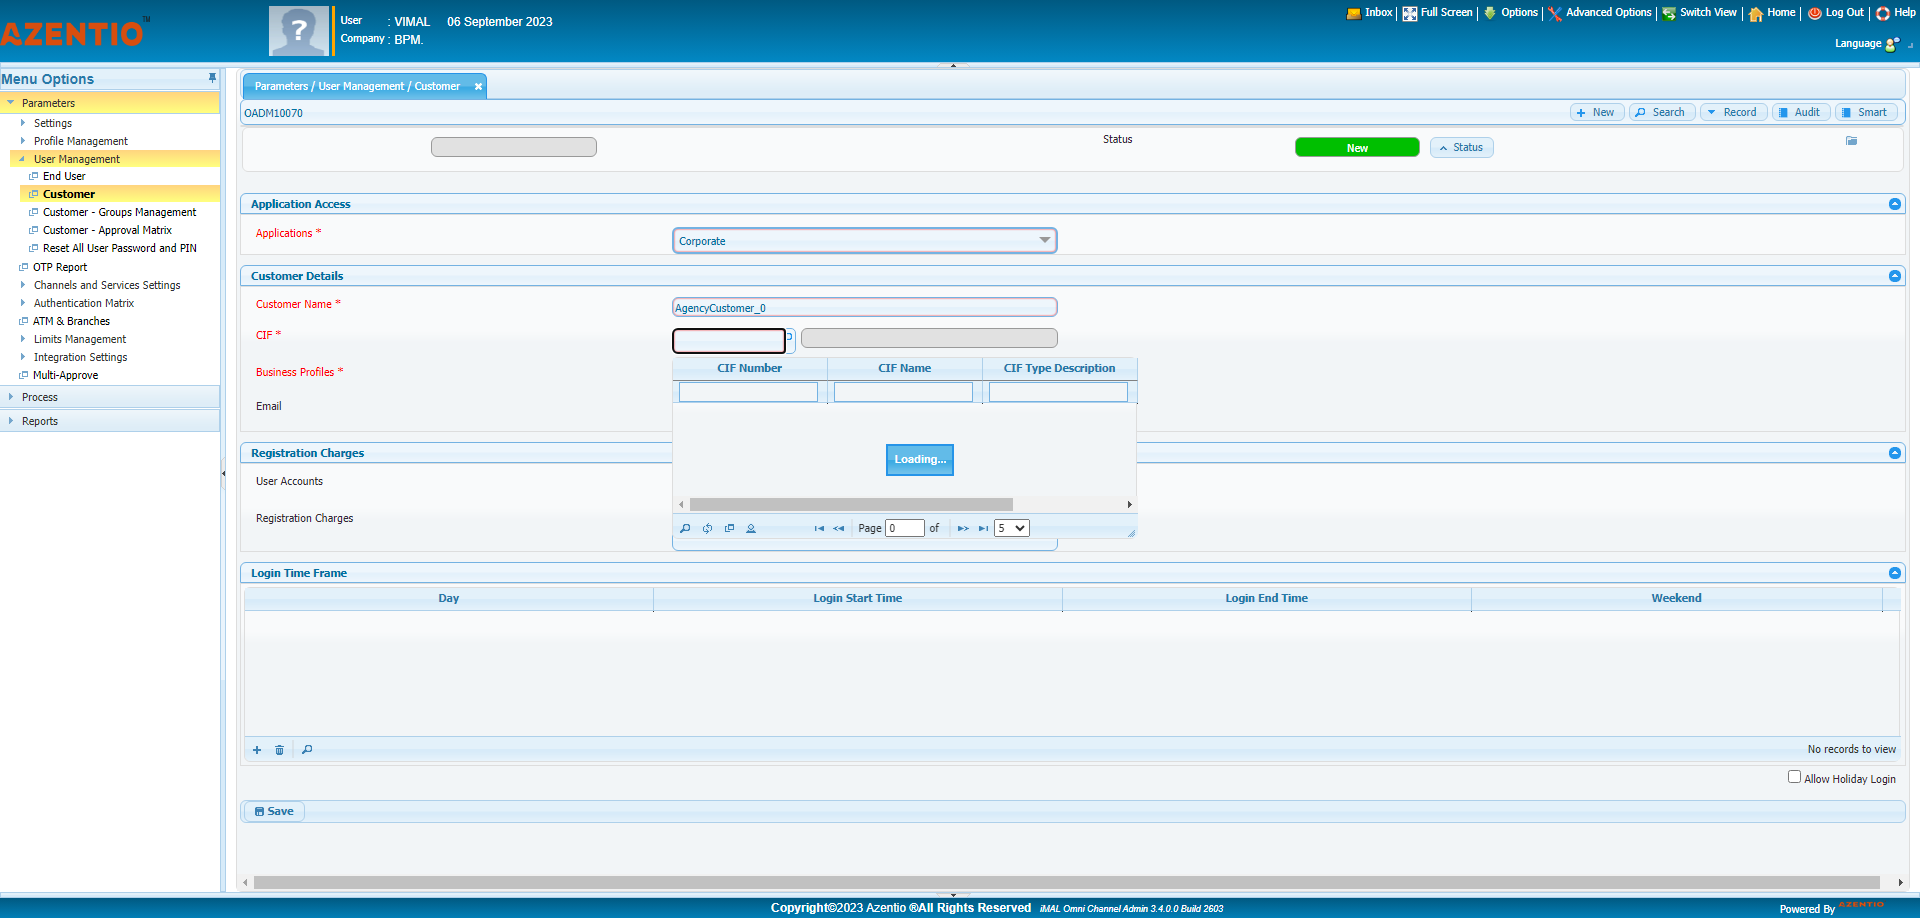 AZENTIO™
User : VIMAL 06 September 2023
Company : BPM.
Inbox Full Screen Options Advanced Options Switch View Home Log Out Help
Language
Menu Options
Parameters
Settings
Profile Management
User Management
End User
Customer
Customer - Groups Management
Customer - Approval Matrix
Reset All User Password and PIN
OTP Report
Channels and Services Settings
Authentication Matrix
ATM & Branches
Limits Management
Integration Settings
Multi-Approve
Process
Reports
Parameters / User Management / Customer
OADM10070
New Search Record Audit Smart
Status New Status
Application Access
Applications * Corporate
Customer Details
Customer Name * AgencyCustomer_0
CIF *
Business Profiles *
Email
CIF Number CIF Name CIF Type Description
Loading...
Page 0 of 5
Registration Charges
User Accounts
Registration Charges
Login Time Frame
Day Login Start Time Login End Time Weekend
No records to view
Allow Holiday Login
Save
Copyright©2023 Azentio ®All Rights Reserved iMAL Omni Channel Admin 3.4.0.0 Build 2603
Powered By AZENTIO